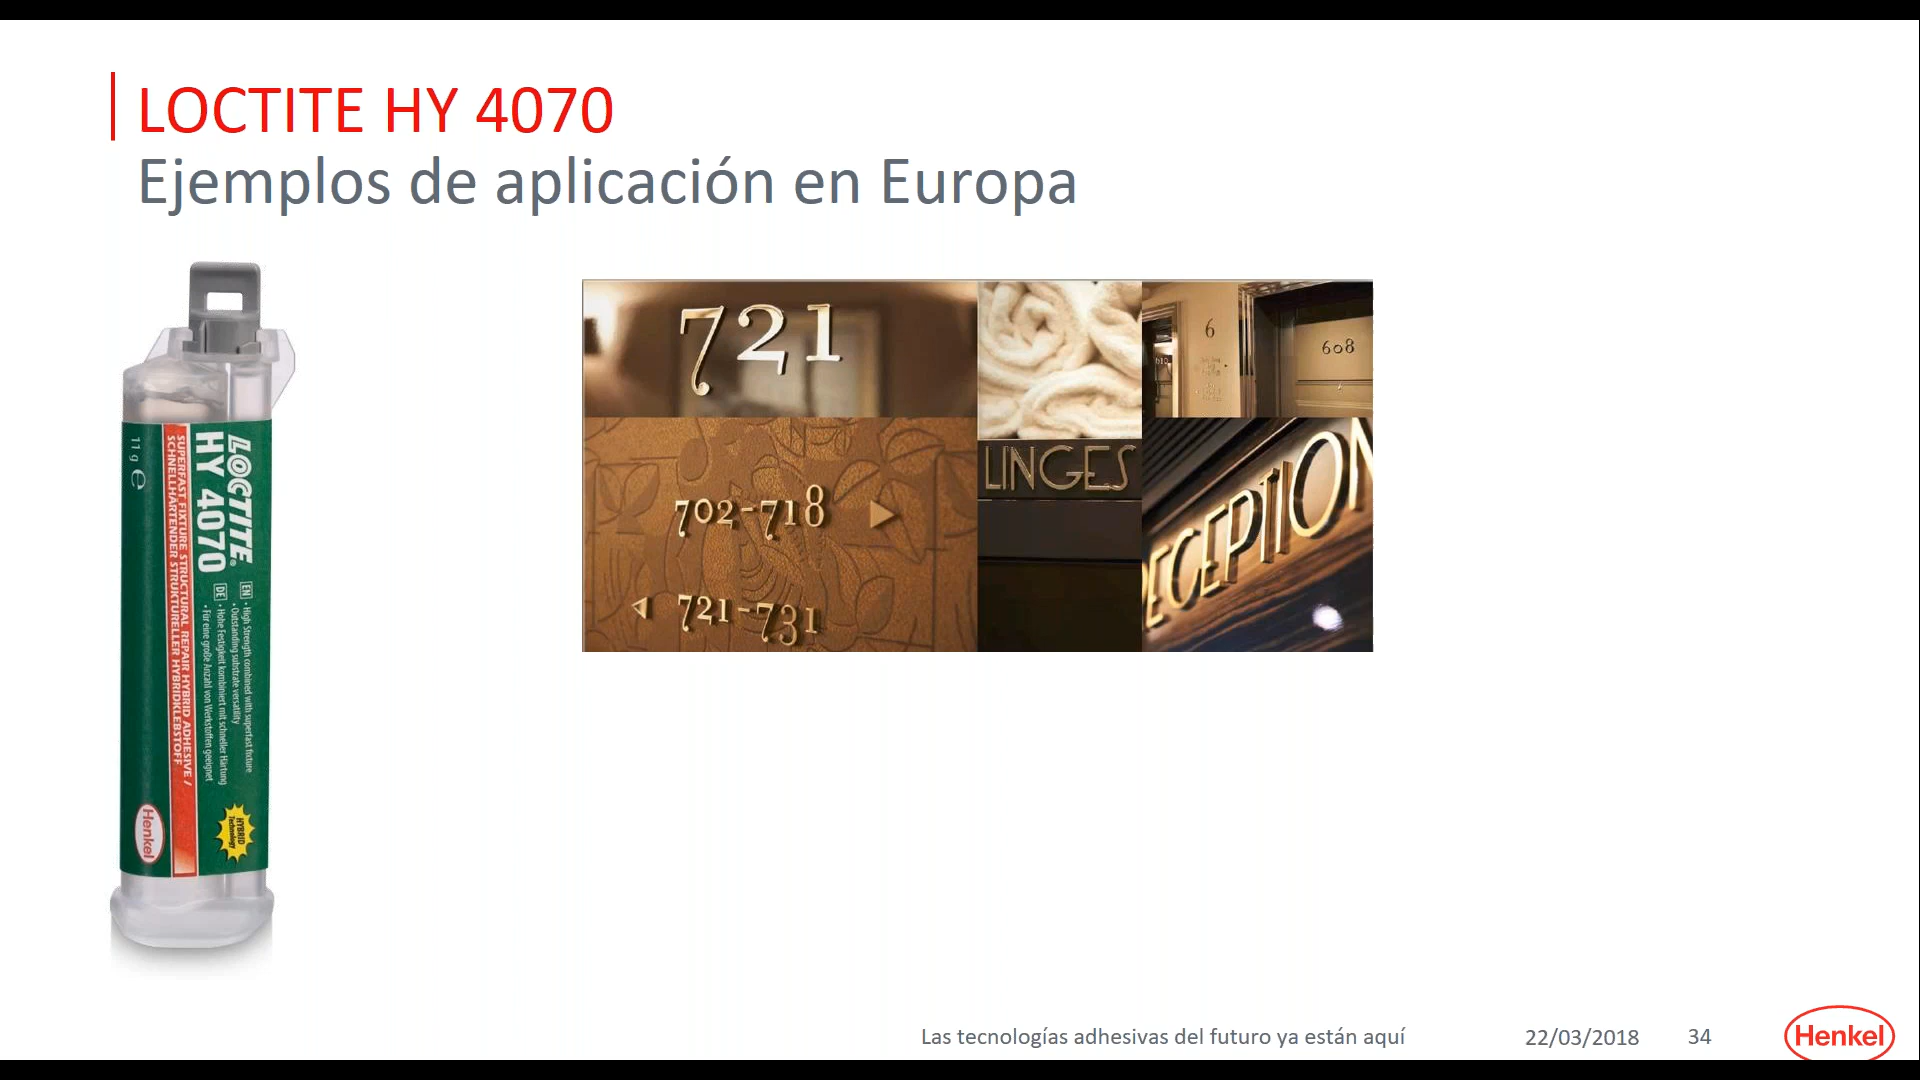 LOCTITE HY 4070
Ejemplos de aplicación en Europa
11 g e
SUPERFAST FIXTURE STRUCTURAL REPAIR HYBRID ADHESIVE /
SCHNELLHÄRTENDER STRUKTURELLER HYBRIDKLEBSTOFF
LOCTITE®
HY 4070
EN • High Strength combined with superfast fixture
• Outstanding substrate versatility
DE • Hohe Festigkeit kombiniert mit schneller Härtung
• Für eine große Anzahl von Werkstoffen geeignet
Henkel
HYBRID
Technology
721
702-718
721-731
LINGES
6
608
610
RECEPTION
Las tecnologías adhesivas del futuro ya están aquí
22/03/2018
34
Henkel